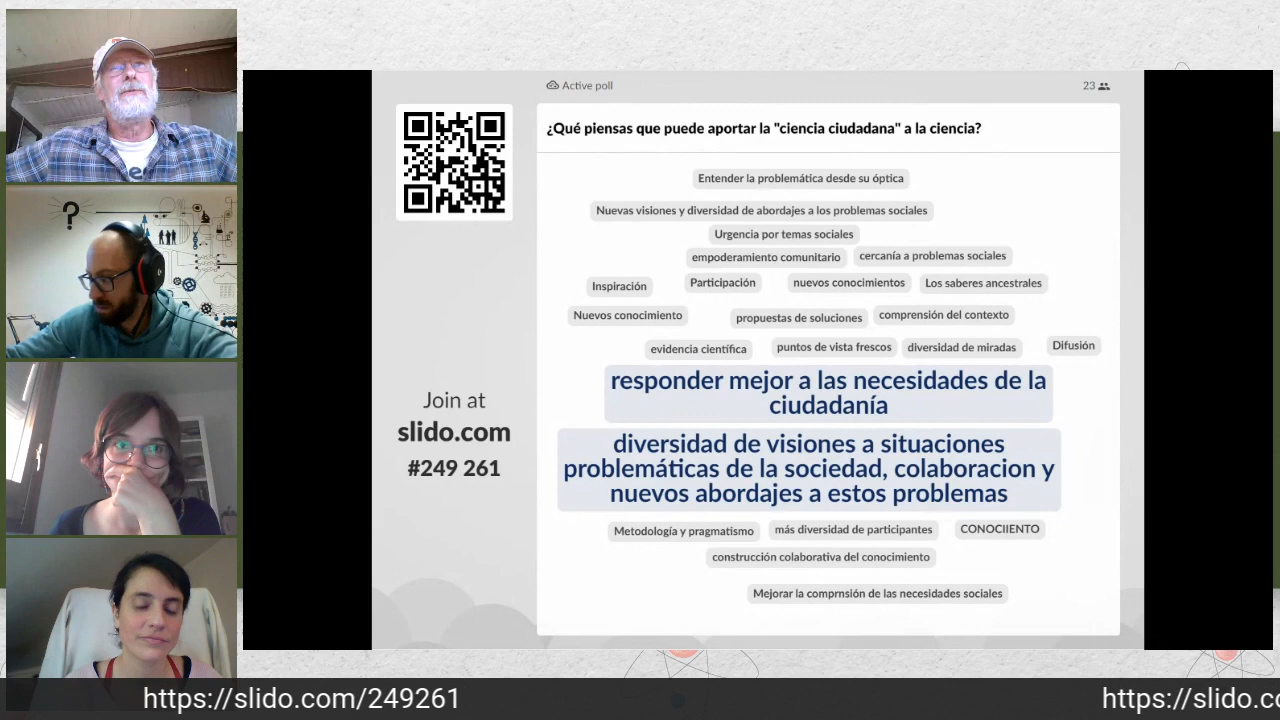 Active poll
23
¿Qué piensas que puede aportar la "ciencia ciudadana" a la ciencia?
Entender la problemática desde su óptica
Nuevas visiones y diversidad de abordajes a los problemas sociales
Urgencia por temas sociales
empoderamiento comunitario
cercanía a problemas sociales
Inspiración
Participación
nuevos conocimientos
Los saberes ancestrales
Nuevos conocimiento
propuestas de soluciones
comprensión del contexto
evidencia científica
puntos de vista frescos
diversidad de miradas
Difusión
responder mejor a las necesidades de la
ciudadanía
diversidad de visiones a situaciones
problemáticas de la sociedad, colaboracion y
nuevos abordajes a estos problemas
Metodología y pragmatismo
más diversidad de participantes
CONOCIIENTO
construcción colaborativa del conocimiento
Mejorar la comprnsión de las necesidades sociales
Join at
slido.com
#249 261
?
https://slido.com/249261
https://slido.c